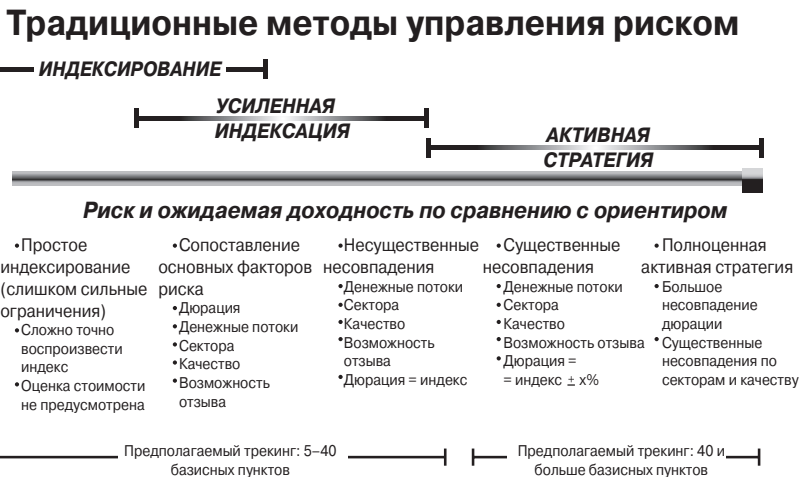 Традиционные методы управления риском
ИНДЕКСИРОВАНИЕ
УСИЛЕННАЯ
ИНДЕКСАЦИЯ
АКТИВНАЯ
СТРАТЕГИЯ
Риск и ожидаемая доходность по сравнению с ориентиром
•Простое
индексирование
(слишком сильные
ограничения)
•Сложно точно
воспроизвести
индекс
•Оценка стоимости
не предусмотрена
•Сопоставление
основных факторов
риска
•Дюрация
•Денежные потоки
•Сектора
•Качество
•Возможность
отзыва
•Несущественные
несовпадения
•Денежные потоки
•Сектора
•Качество
•Возможность
отзыва
•Дюрация = индекс
•Существенные
несовпадения
•Денежные потоки
•Сектора
•Качество
•Возможность отзыва
•Дюрация =
= индекс ± x%
•Полноценная
активная стратегия
•Большое
несовпадение
дюрации
•Существенные
несовпадения по
секторам и качеству
Предполагаемый трекинг: 5–40
базисных пунктов
Предполагаемый трекинг: 40 и
больше базисных пунктов